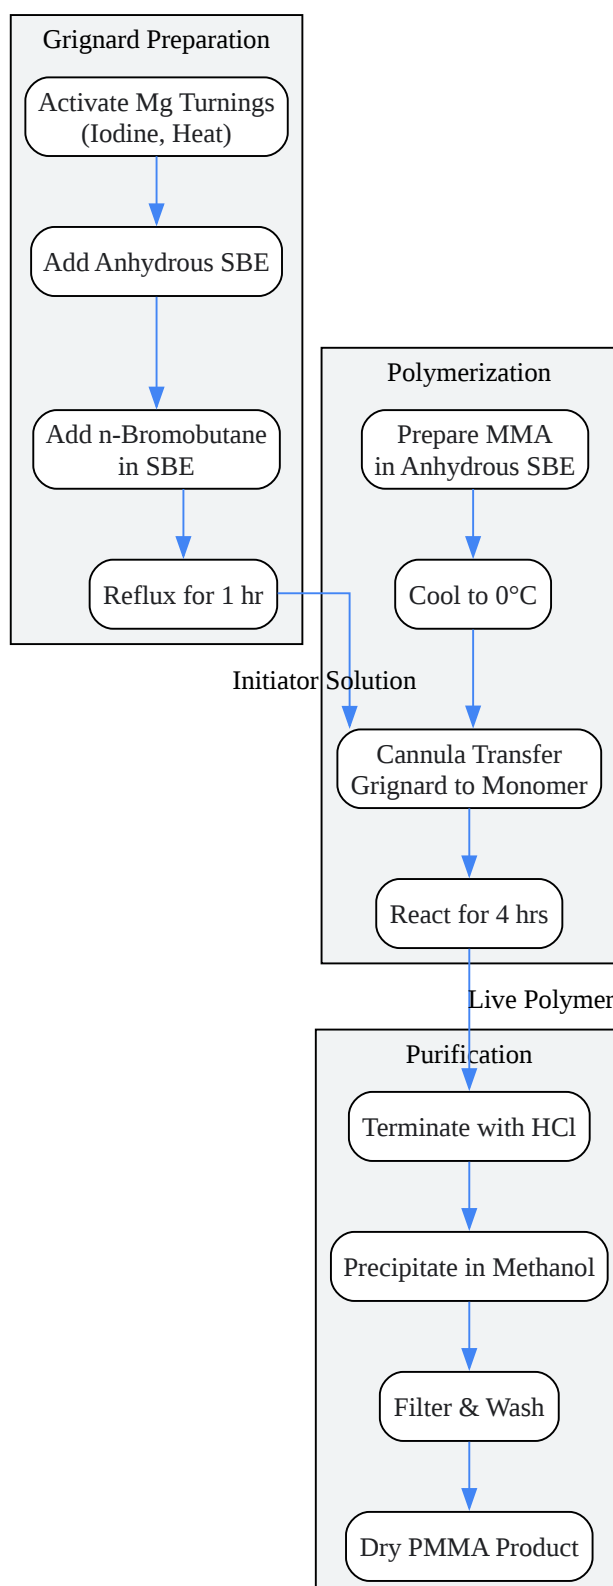 Grignard Preparation
Activate Mg Turnings
(Iodine, Heat)
Add Anhydrous SBE
Add n-Bromobutane
in SBE
Reflux for 1 hr
Initiator Solution
Polymerization
Prepare MMA
in Anhydrous SBE
Cool to 0°C
Cannula Transfer
Grignard to Monomer
React for 4 hrs
Live Polymer
Purification
Terminate with HCl
Precipitate in Methanol
Filter & Wash
Dry PMMA Product